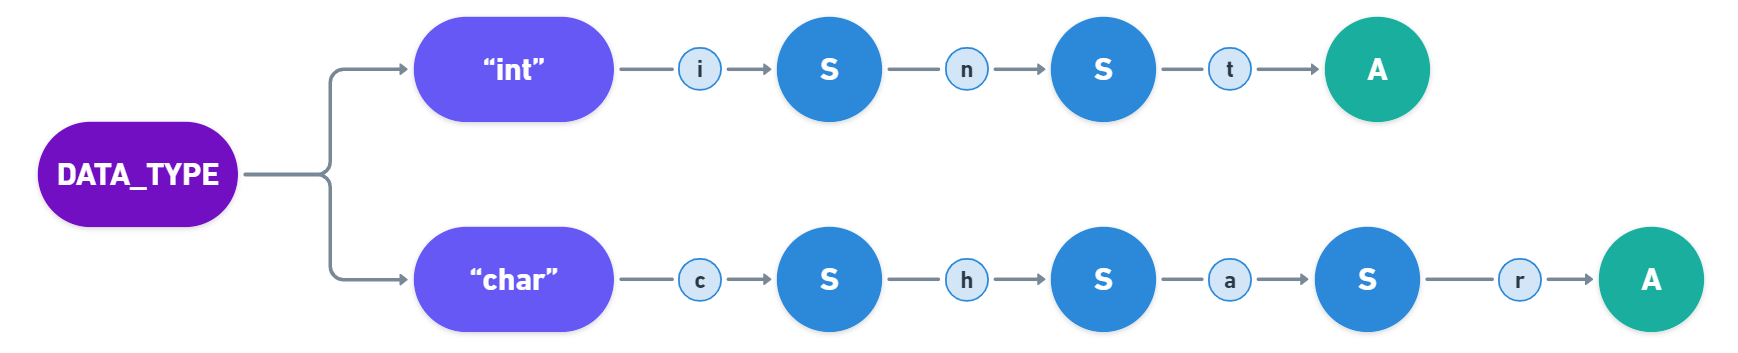 “int” i S n S t A
DATA_TYPE
“char” c S h S a S r A